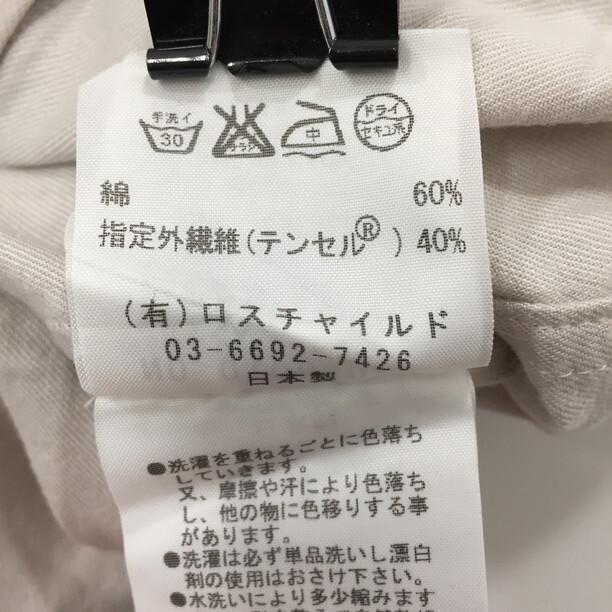 手洗イ
30
エンソ
サラシ
中
ドライ
セキユ系
綿 60%
指定外繊維(テンセル®) 40%
(有)ロスチャイルド
03-6692-7426
日本製
●洗濯を重ねるごとに色落ち
していきます。
又、摩擦や汗により色落ち
し、他の物に色移りする事
があります。
●洗濯は必ず単品洗いし漂白
剤の使用はお避け下さい。
●水洗いにより多少縮みます